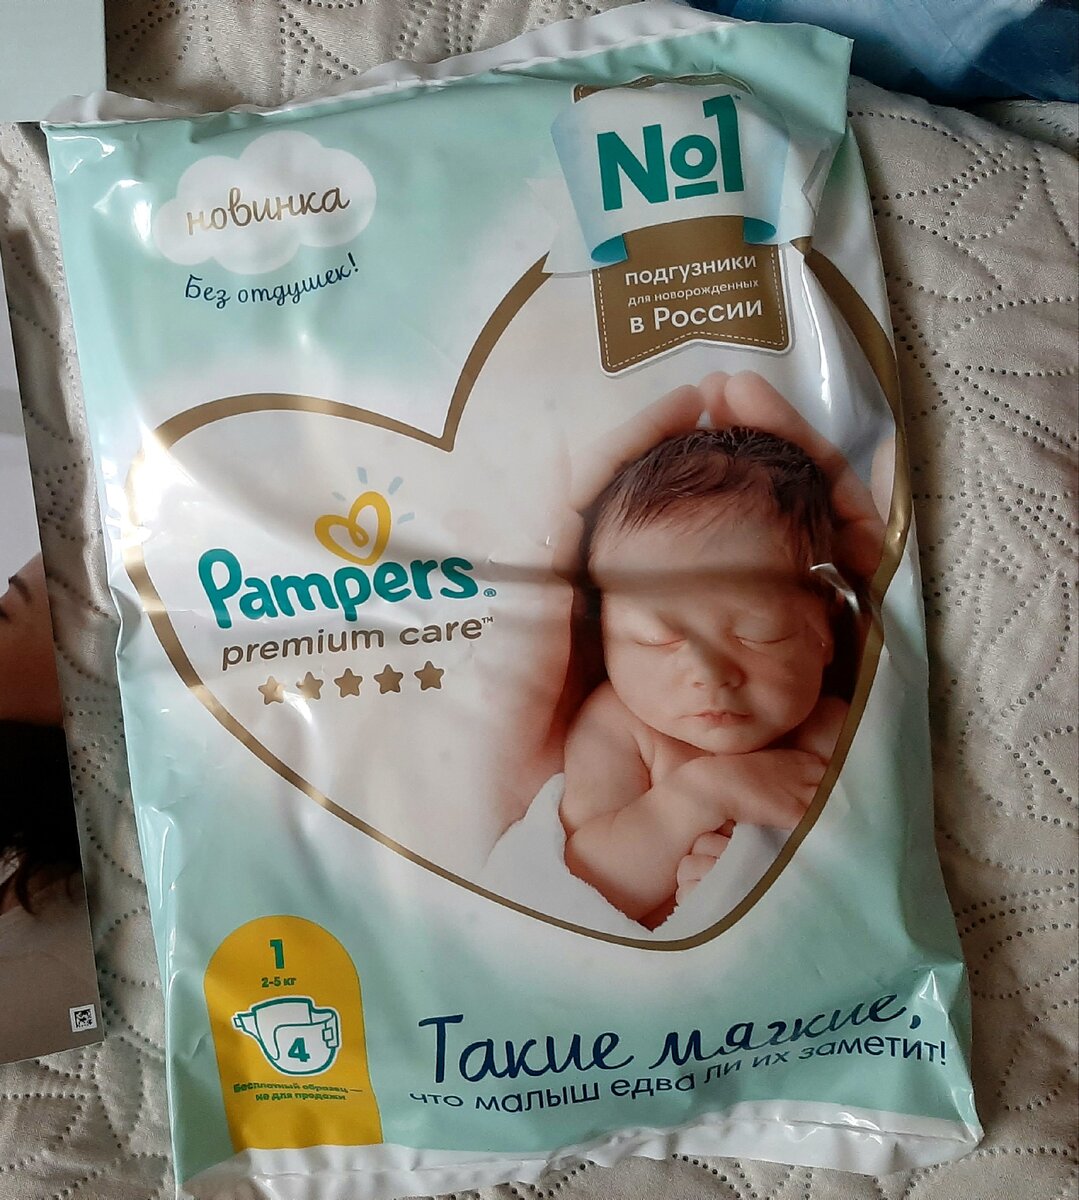 новинка
Без отдушек!
№1
подгузники
для новорожденных
в России
Pampers®
premium care™
1
2-5 кг
4
Бесплатный образец —
не для продажи
Такие мягкие,
что малыш едва ли их заметит!